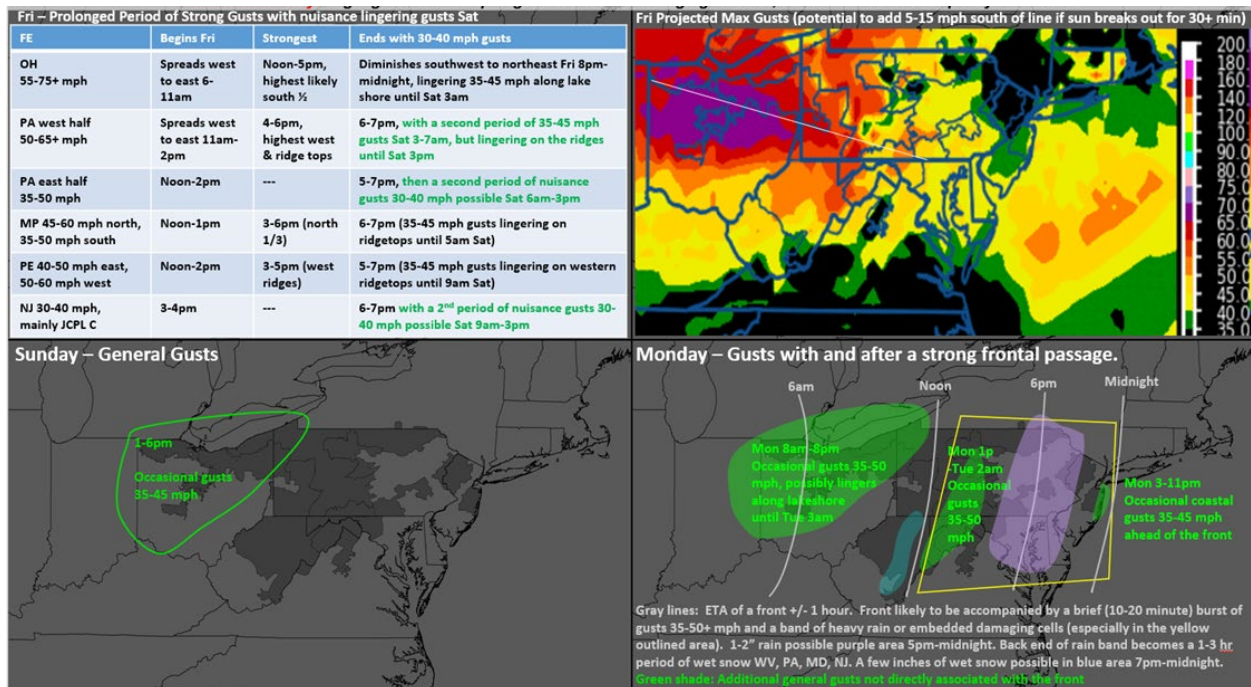 Fri – Prolonged Period of Strong Gusts with nuisance lingering gusts Sat
FE
Begins Fri
Strongest
Ends with 30-40 mph gusts
OH
55-75+ mph
Spreads west
to east 6-
11am
Noon-5pm,
highest likely
south ½
Diminishes southwest to northeast Fri 8pm-
midnight, lingering 35-45 mph along lake
shore until Sat 3am
PA west half
50-65+ mph
Spreads west
to east 11am-
2pm
4-6pm,
highest west
& ridge tops
6-7pm, with a second period of 35-45 mph
gusts Sat 3-7am, but lingering on the ridges
until Sat 3pm
PA east half
35-50 mph
Noon-2pm
---
5-7pm, then a second period of nuisance
gusts 30-40 mph possible Sat 6am-3pm
MP 45-60 mph north,
35-50 mph south
Noon-1pm
3-6pm (north
1/3)
6-7pm (35-45 mph gusts lingering on
ridgetops until 5am Sat)
PE 40-50 mph east,
50-60 mph west
Noon-2pm
3-5pm (west
ridges)
5-7pm (35-45 mph gusts lingering on western
ridgetops until 9am Sat)
NJ 30-40 mph,
mainly JCPL C
3-4pm
---
6-7pm with a 2nd period of nuisance gusts 30-
40 mph possible Sat 9am-3pm
Fri Projected Max Gusts (potential to add 5-15 mph south of line if sun breaks out for 30+ min)
200.
180.
160.
140.
120.
100.
90.0
80.0
75.0
70.0
65.0
60.0
55.0
50.0
45.0
40.0
35.0
Sunday – General Gusts
1-6pm
Occasional gusts
35-45 mph
Monday – Gusts with and after a strong frontal passage.
6am
Noon
6pm
Midnight
Mon 8am-8pm
Occasional gusts 35-50
mph, possibly lingers
along lakeshore
until Tue 3am
Mon 1p
-Tue 2am
Occasional
gusts
35-50
mph
Mon 3-11pm
Occasional coastal
gusts 35-45 mph
ahead of the front
Gray lines: ETA of a front +/- 1 hour. Front likely to be accompanied by a brief (10-20 minute) burst of
gusts 35-50+ mph and a band of heavy rain or embedded damaging cells (especially in the yellow
outlined area). 1-2” rain possible purple area 5pm-midnight. Back end of rain band becomes a 1-3 hr
period of wet snow WV, PA, MD, NJ. A few inches of wet snow possible in blue area 7pm-midnight.
Green shade: Additional general gusts not directly associated with the front